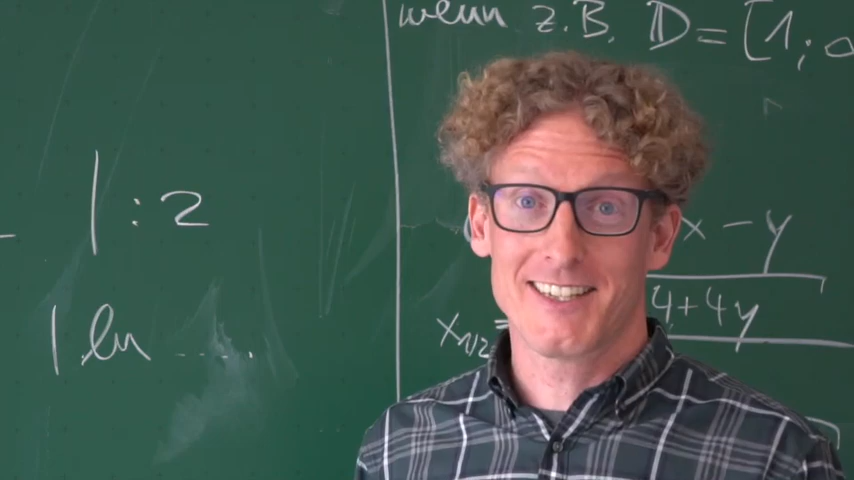 wenn z.B. 𝔻 = [1;
| : 2
| ln .....
x - y
4 + 4y
x₁/₂ =